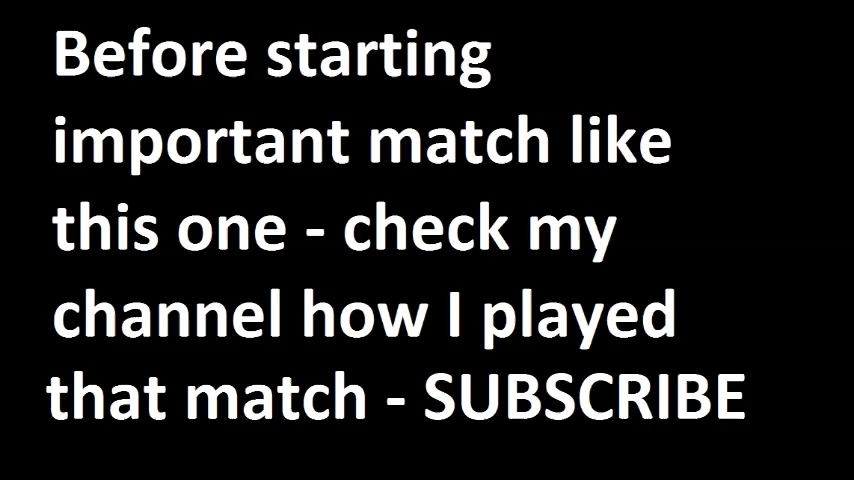 Before starting
important match like
this one - check my
channel how I played
that match - SUBSCRIBE